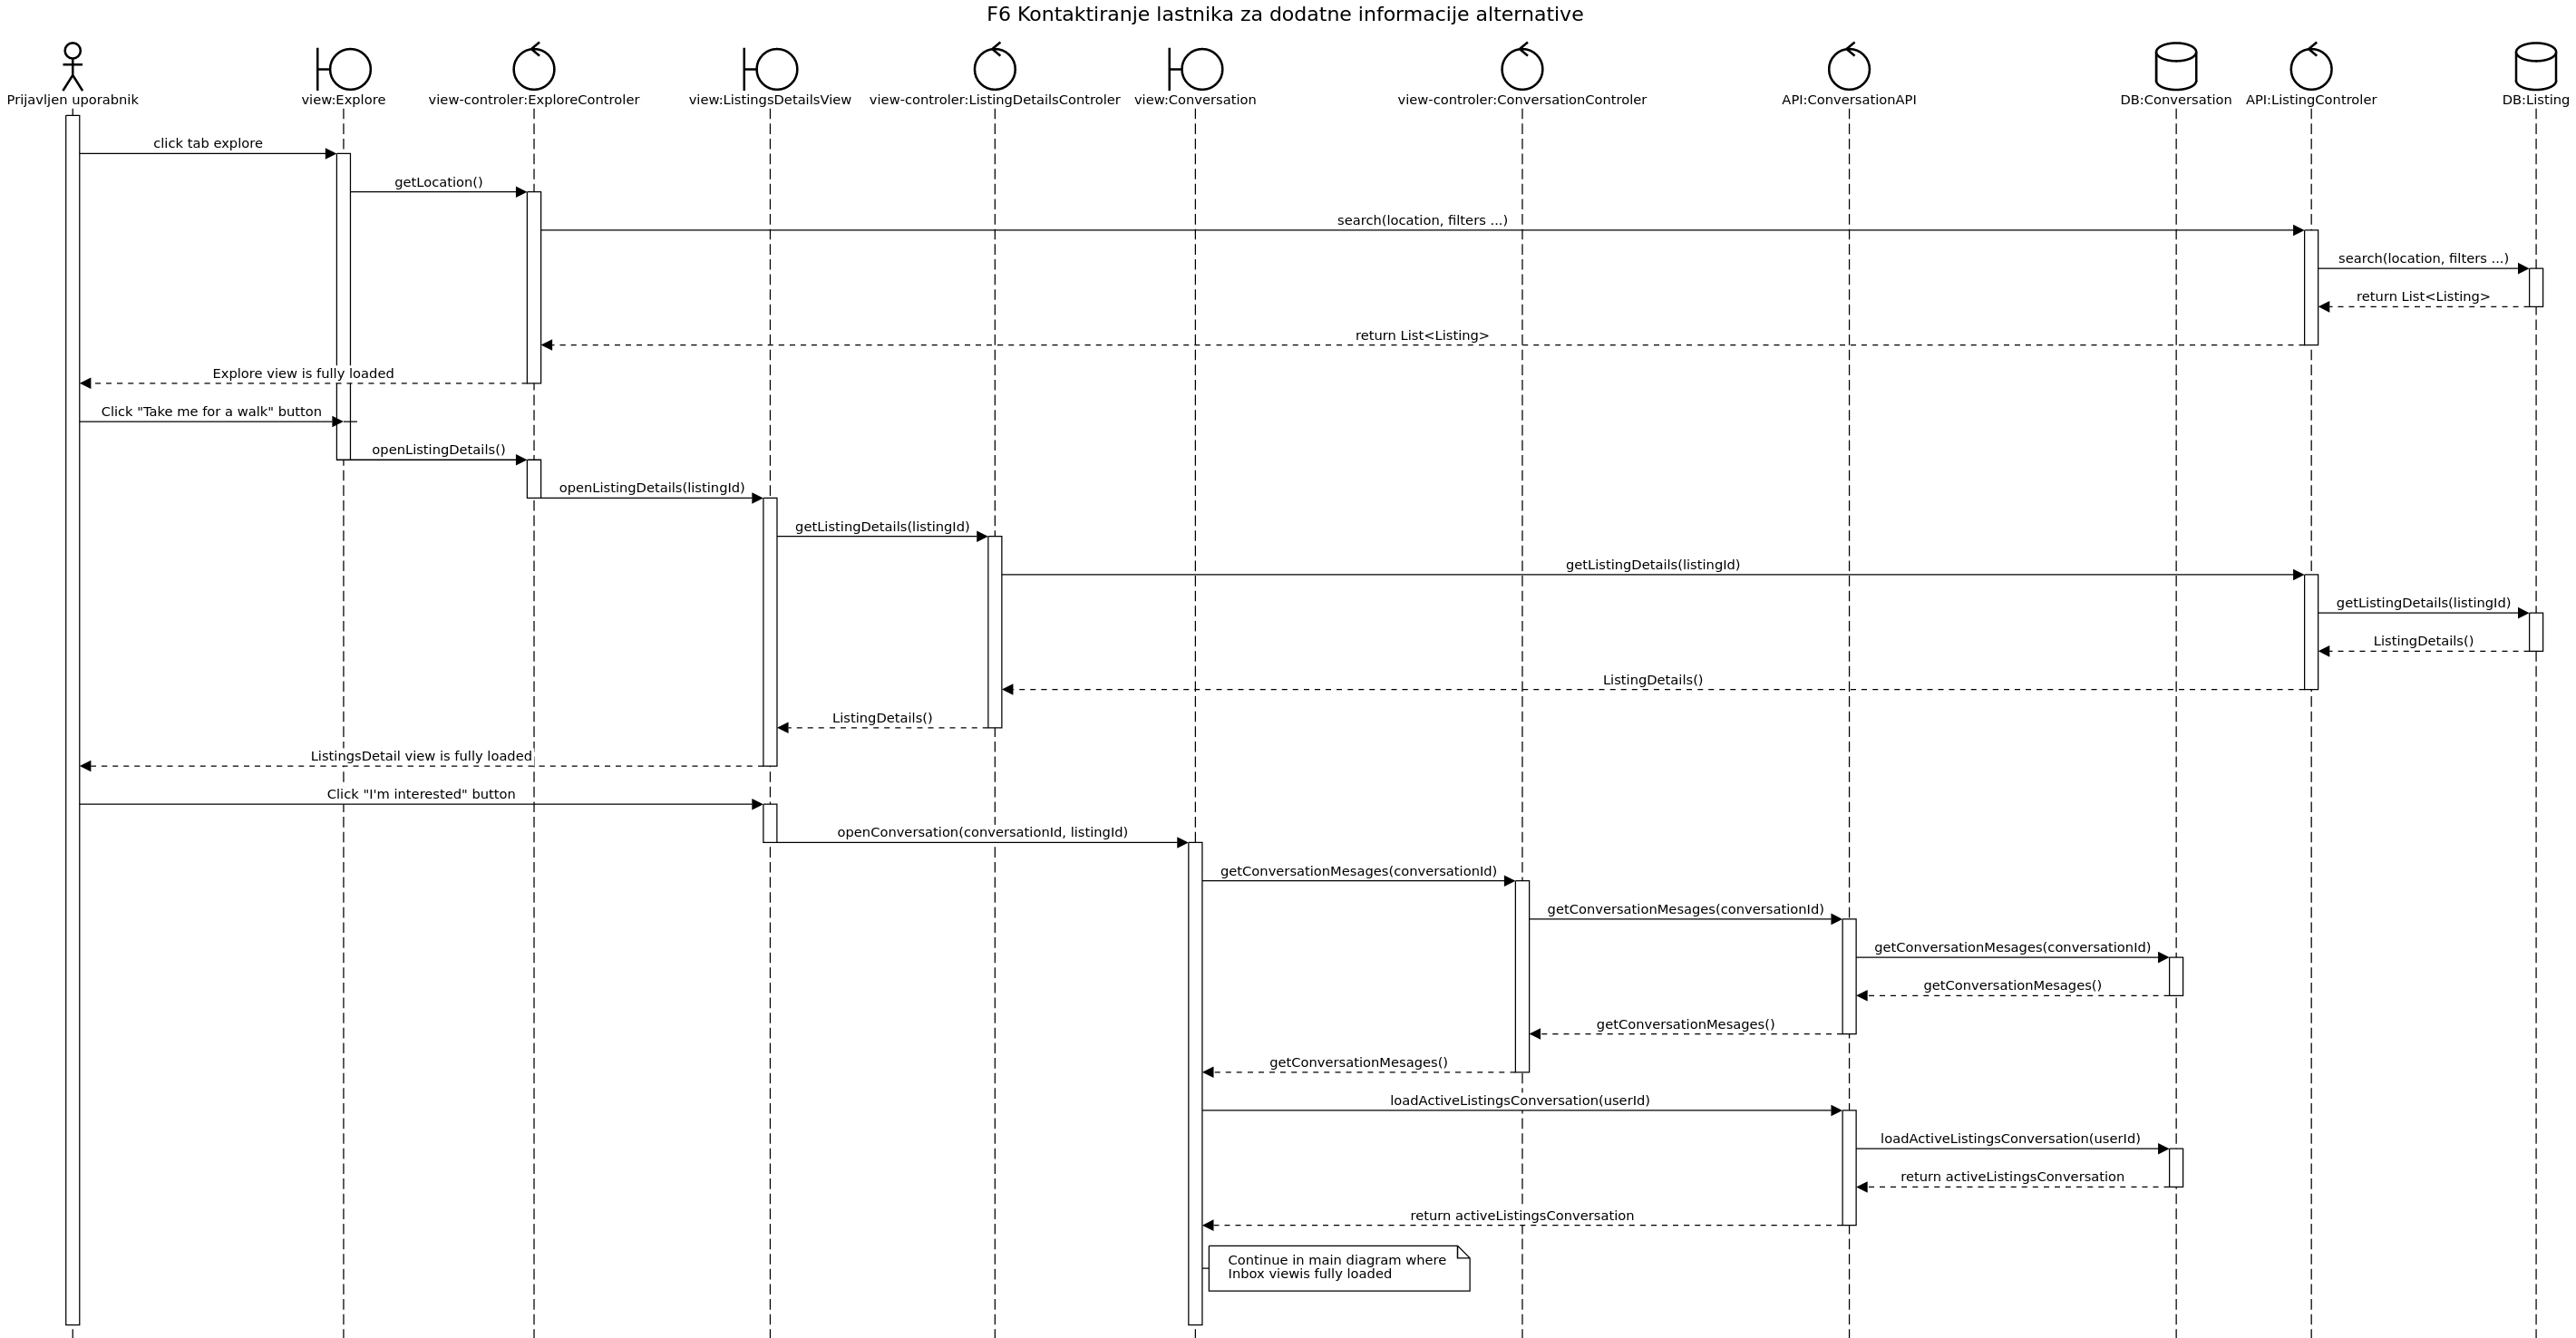 F6 Kontaktiranje lastnika za dodatne informacije alternative
Prijavljen uporabnik
view:Explore
view-controler:ExploreControler
view:ListingsDetailsView
view-controler:ListingDetailsControler
view:Conversation
view-controler:ConversationControler
API:ConversationAPI
DB:Conversation
API:ListingControler
DB:Listing
click tab explore
getLocation()
search(location, filters ...)
search(location, filters ...)
return List<Listing>
return List<Listing>
Explore view is fully loaded
Click "Take me for a walk" button
openListingDetails()
openListingDetails(listingId)
getListingDetails(listingId)
getListingDetails(listingId)
getListingDetails(listingId)
ListingDetails()
ListingDetails()
ListingDetails()
ListingsDetail view is fully loaded
Click "I'm interested" button
openConversation(conversationId, listingId)
getConversationMesages(conversationId)
getConversationMesages(conversationId)
getConversationMesages(conversationId)
getConversationMesages()
getConversationMesages()
getConversationMesages()
loadActiveListingsConversation(userId)
loadActiveListingsConversation(userId)
return activeListingsConversation
return activeListingsConversation
Continue in main diagram where
Inbox viewis fully loaded